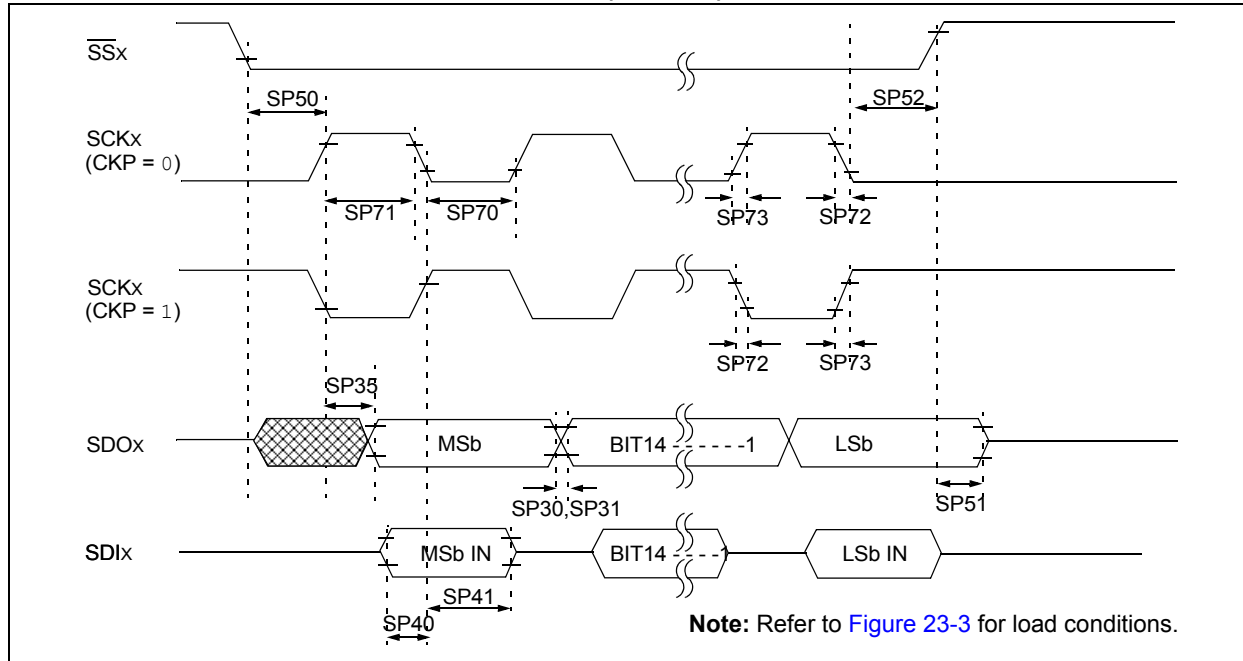 SSx
SP50
SP52
SCKx
(CKP = 0)
SP71
SP70
SP73
SP72
SCKx
(CKP = 1)
SP72
SP73
SP35
SDOx
MSb
BIT14 - - - - - -1
LSb
SP30,SP31
SP51
SDIx
MSb IN
BIT14 - - - -1
LSb IN
SP41
SP40
Note: Refer to Figure 23-3 for load conditions.